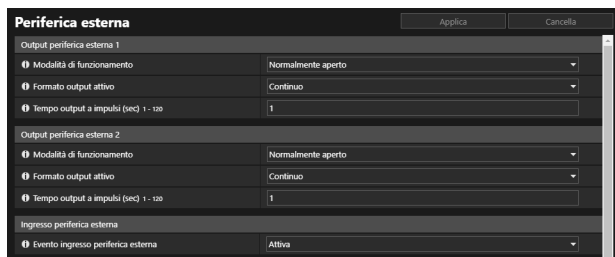 Periferica esterna Applica Cancella
Output periferica esterna 1
Modalità di funzionamento Normalmente aperto
Formato output attivo Continuo
Tempo output a impulsi (sec) 1 - 120 1
Output periferica esterna 2
Modalità di funzionamento Normalmente aperto
Formato output attivo Continuo
Tempo output a impulsi (sec) 1 - 120 1
Ingresso periferica esterna
Evento ingresso periferica esterna Attiva